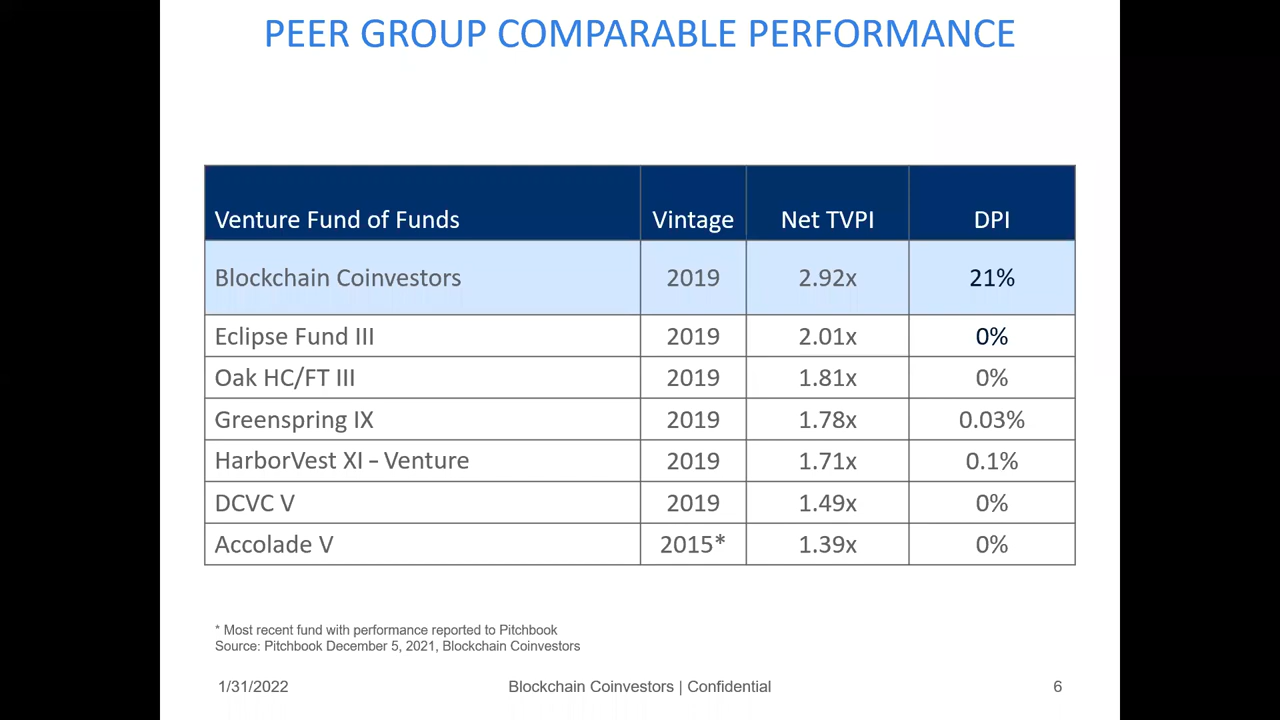 PEER GROUP COMPARABLE PERFORMANCE
Venture Fund of Funds Vintage Net TVPI DPI
Blockchain Coinvestors 2019 2.92x 21%
Eclipse Fund III 2019 2.01x 0%
Oak HC/FT III 2019 1.81x 0%
Greenspring IX 2019 1.78x 0.03%
HarborVest XI – Venture 2019 1.71x 0.1%
DCVC V 2019 1.49x 0%
Accolade V 2015* 1.39x 0%
* Most recent fund with performance reported to Pitchbook
Source: Pitchbook December 5, 2021, Blockchain Coinvestors
1/31/2022 Blockchain Coinvestors | Confidential 6